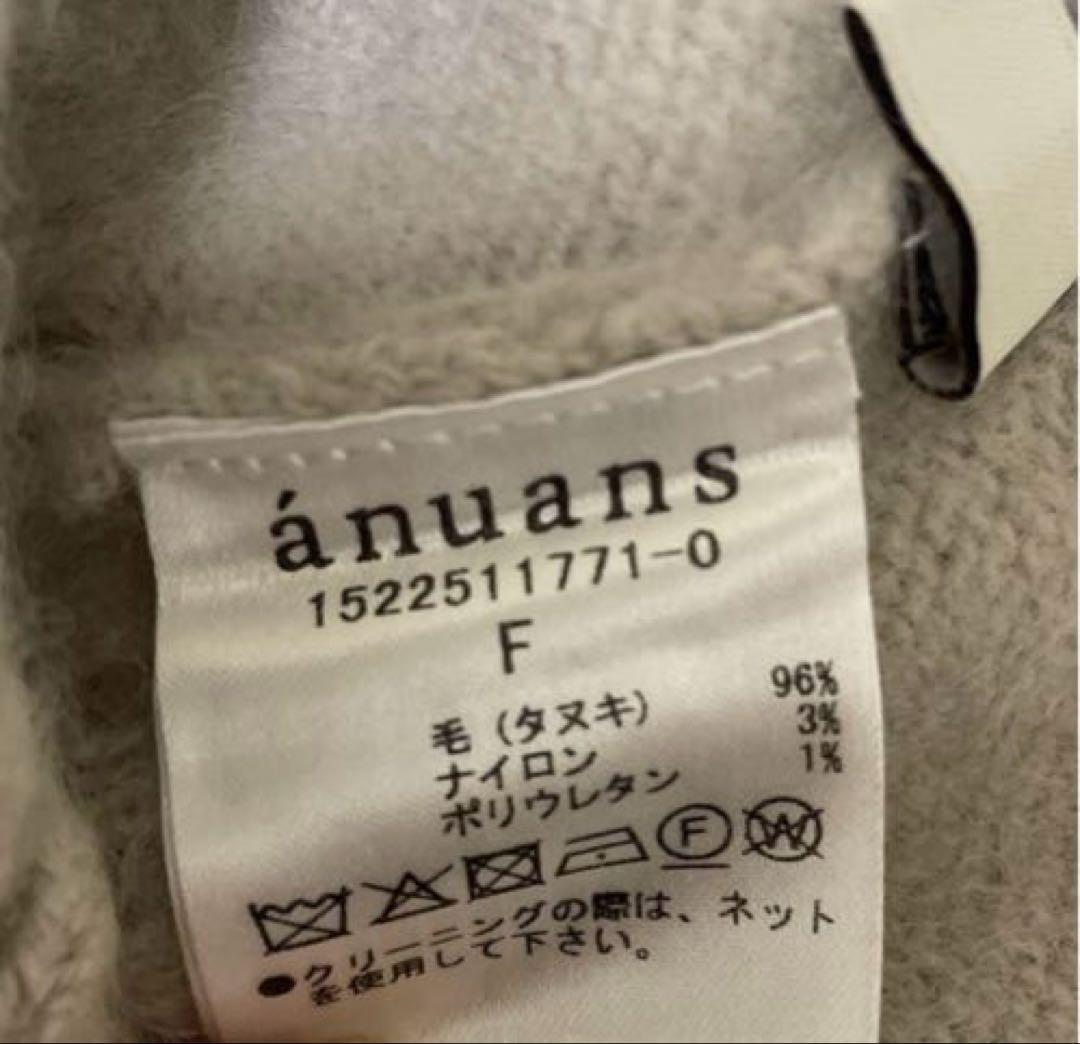 ánuans
1522511771-0
F
毛（タヌキ） 96%
ナイロン 3%
ポリウレタン 1%
F W
●クリーニングの際は、ネット
を使用して下さい。